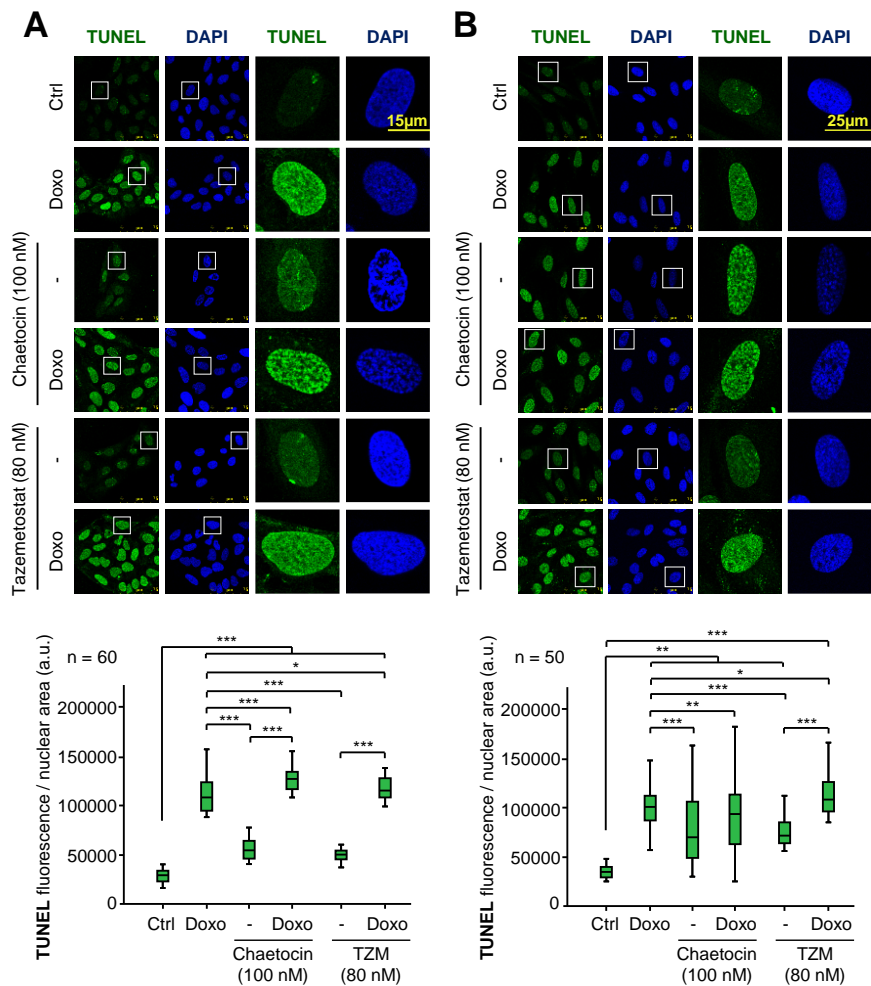 A
TUNEL DAPI TUNEL DAPI
Ctrl
15µm
Doxo
Chaetocin (100 nM)
-
Doxo
Tazemetostat (80 nM)
-
Doxo
B
TUNEL DAPI TUNEL DAPI
Ctrl
25µm
Doxo
Chaetocin (100 nM)
-
Doxo
Tazemetostat (80 nM)
-
Doxo
TUNEL fluorescence / nuclear area (a.u.)
n = 60
***
*
***
***
*** *** ***
200000
150000
100000
50000
0
Ctrl Doxo - Doxo - Doxo
Chaetocin TZM
(100 nM) (80 nM)
TUNEL fluorescence / nuclear area (a.u.)
n = 50
***
**
*
***
**
*** ***
200000
150000
100000
50000
0
Ctrl Doxo - Doxo - Doxo
Chaetocin TZM
(100 nM) (80 nM)